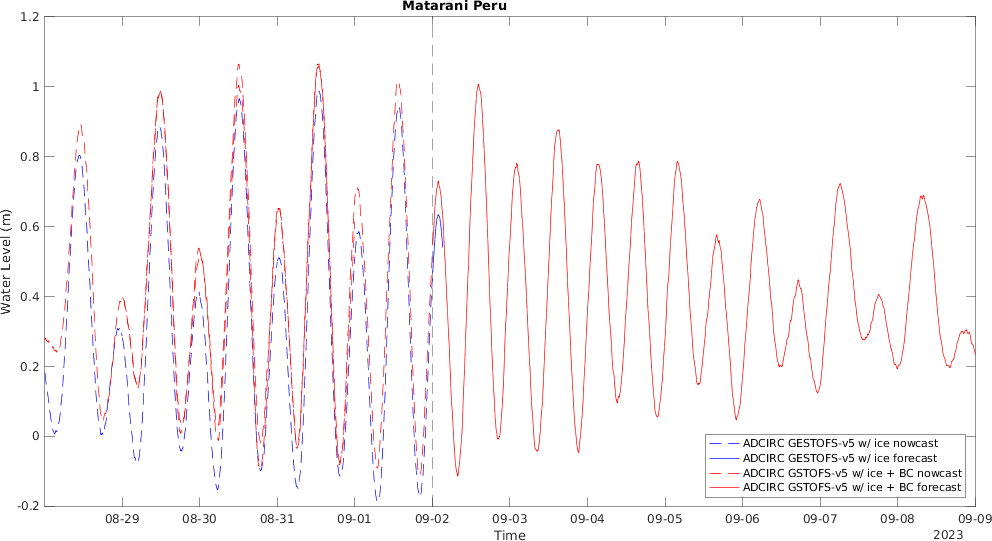 Matarani Peru
1.2
1
0.8
0.6
0.4
0.2
0
-0.2
Water Level (m)
08-29 08-30 08-31 09-01 09-02 09-03 09-04 09-05 09-06 09-07 09-08 09-09
Time
2023
ADCIRC GESTOFS-v5 w/ ice nowcast
ADCIRC GESTOFS-v5 w/ ice forecast
ADCIRC GSTOFS-v5 w/ ice + BC nowcast
ADCIRC GSTOFS-v5 w/ ice + BC forecast